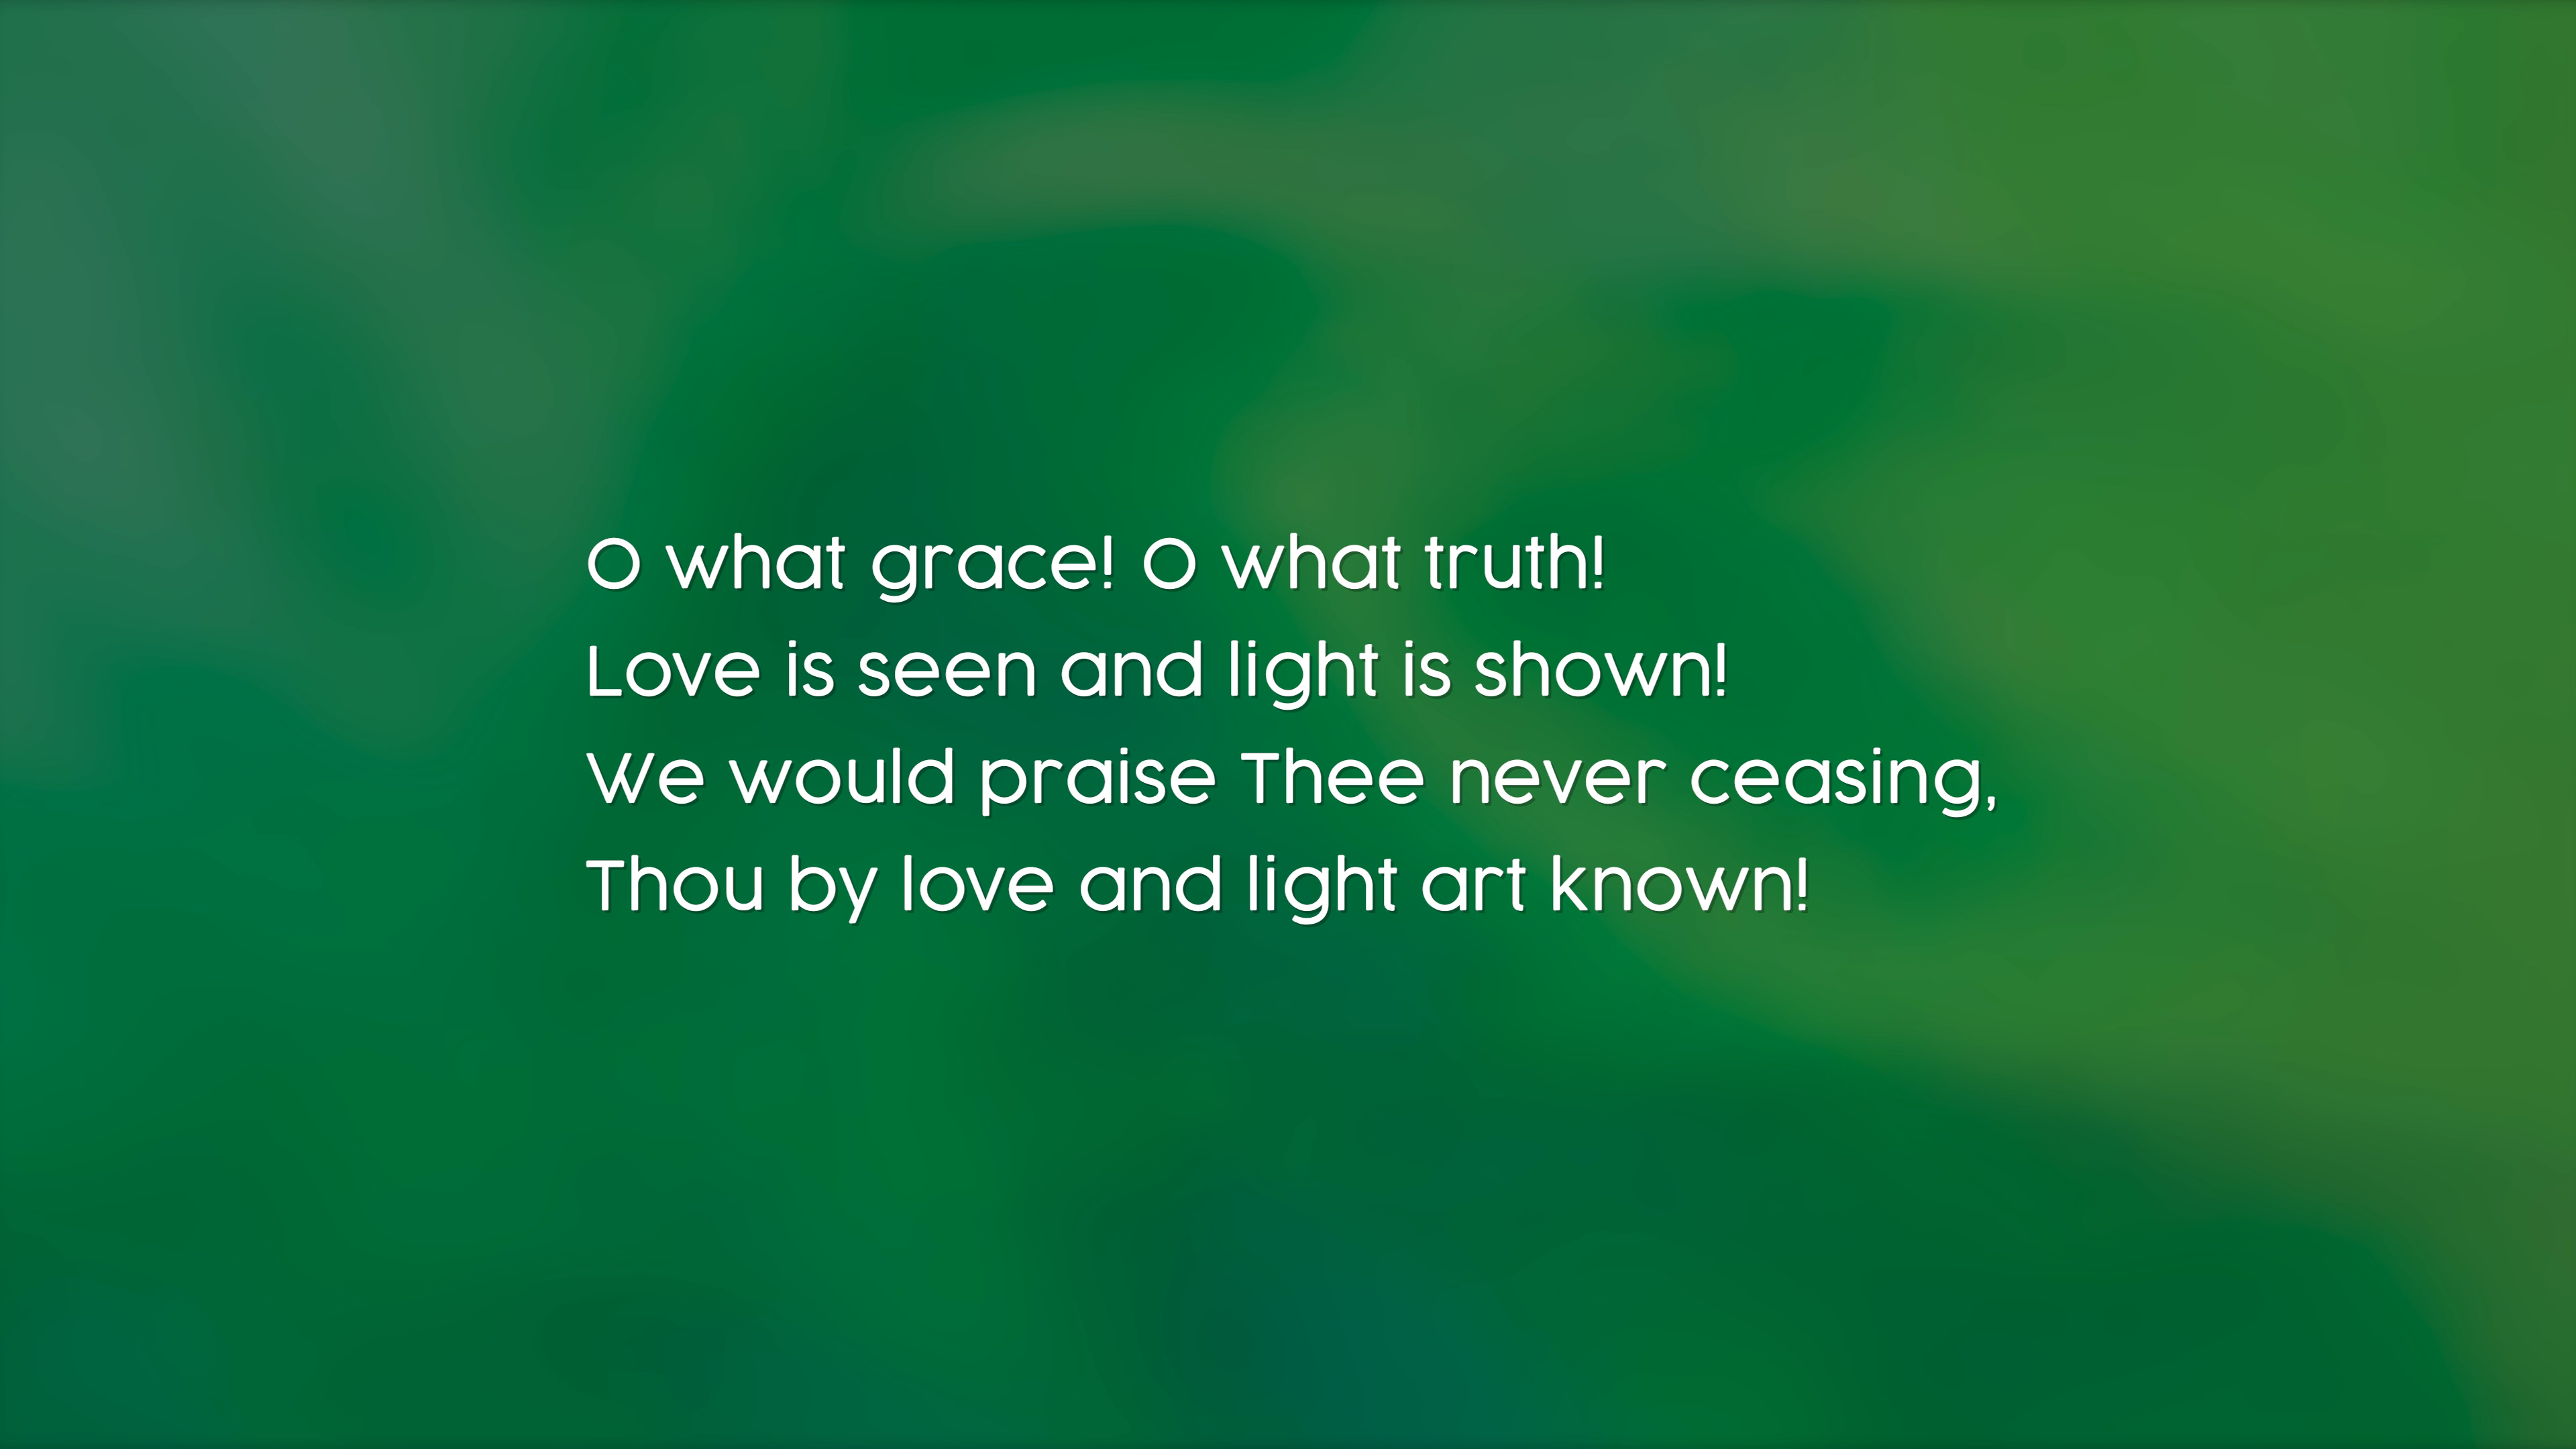 O what grace! O what truth!
Love is seen and light is shown!
We would praise Thee never ceasing,
Thou by love and light art known!